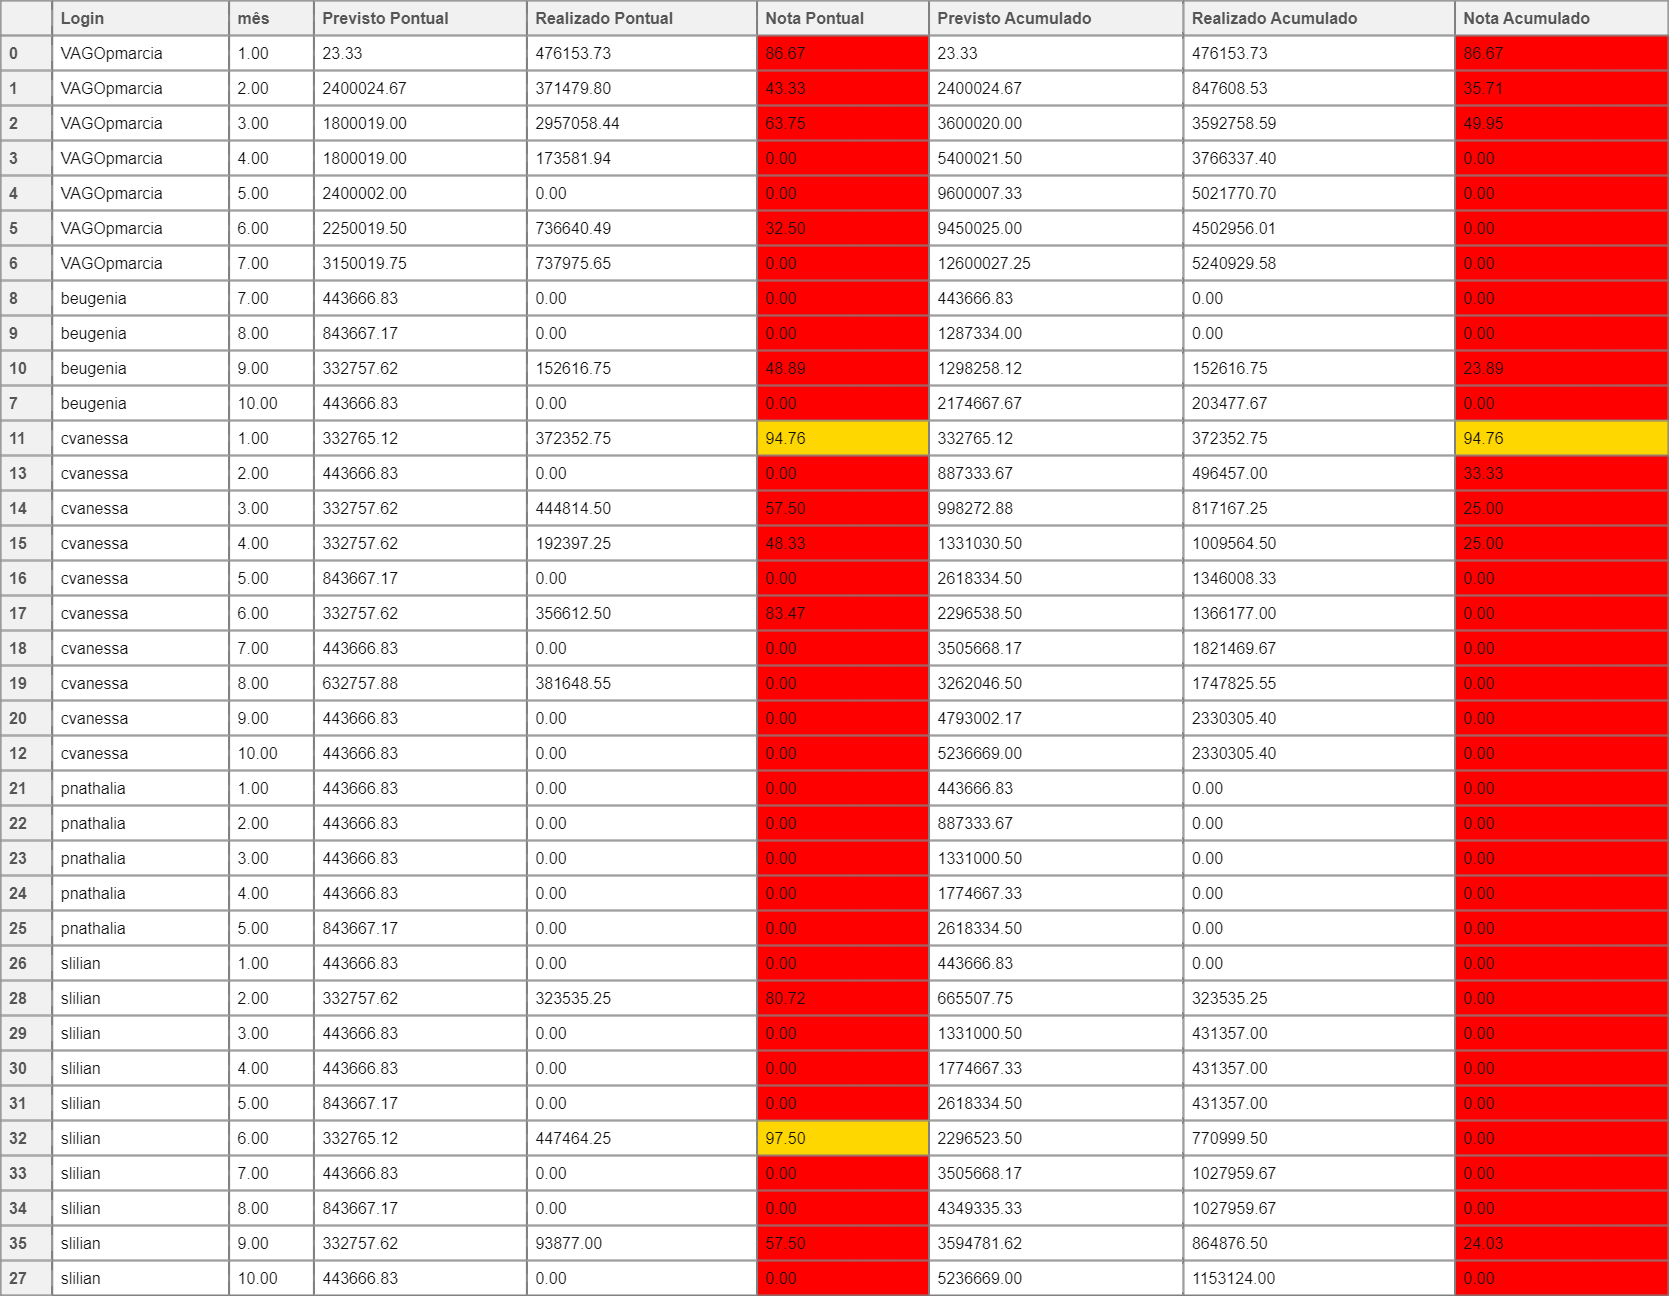 Login mês Previsto Pontual Realizado Pontual Nota Pontual Previsto Acumulado Realizado Acumulado Nota Acumulado
0 VAGOpmarcia 1.00 23.33 476153.73 86.67 23.33 476153.73 86.67
1 VAGOpmarcia 2.00 2400024.67 371479.80 43.33 2400024.67 847608.53 35.71
2 VAGOpmarcia 3.00 1800019.00 2957058.44 63.75 3600020.00 3592758.59 49.95
3 VAGOpmarcia 4.00 1800019.00 173581.94 0.00 5400021.50 3766337.40 0.00
4 VAGOpmarcia 5.00 2400002.00 0.00 0.00 9600007.33 5021770.70 0.00
5 VAGOpmarcia 6.00 2250019.50 736640.49 32.50 9450025.00 4502956.01 0.00
6 VAGOpmarcia 7.00 3150019.75 737975.65 0.00 12600027.25 5240929.58 0.00
8 beugenia 7.00 443666.83 0.00 0.00 443666.83 0.00 0.00
9 beugenia 8.00 843667.17 0.00 0.00 1287334.00 0.00 0.00
10 beugenia 9.00 332757.62 152616.75 48.89 1298258.12 152616.75 23.89
7 beugenia 10.00 443666.83 0.00 0.00 2174667.67 203477.67 0.00
11 cvanessa 1.00 332765.12 372352.75 94.76 332765.12 372352.75 94.76
13 cvanessa 2.00 443666.83 0.00 0.00 887333.67 496457.00 33.33
14 cvanessa 3.00 332757.62 444814.50 57.50 998272.88 817167.25 25.00
15 cvanessa 4.00 332757.62 192397.25 48.33 1331030.50 1009564.50 25.00
16 cvanessa 5.00 843667.17 0.00 0.00 2618334.50 1346008.33 0.00
17 cvanessa 6.00 332757.62 356612.50 83.47 2296538.50 1366177.00 0.00
18 cvanessa 7.00 443666.83 0.00 0.00 3505668.17 1821469.67 0.00
19 cvanessa 8.00 632757.88 381648.55 0.00 3262046.50 1747825.55 0.00
20 cvanessa 9.00 443666.83 0.00 0.00 4793002.17 2330305.40 0.00
12 cvanessa 10.00 443666.83 0.00 0.00 5236669.00 2330305.40 0.00
21 pnathalia 1.00 443666.83 0.00 0.00 443666.83 0.00 0.00
22 pnathalia 2.00 443666.83 0.00 0.00 887333.67 0.00 0.00
23 pnathalia 3.00 443666.83 0.00 0.00 1331000.50 0.00 0.00
24 pnathalia 4.00 443666.83 0.00 0.00 1774667.33 0.00 0.00
25 pnathalia 5.00 843667.17 0.00 0.00 2618334.50 0.00 0.00
26 slilian 1.00 443666.83 0.00 0.00 443666.83 0.00 0.00
28 slilian 2.00 332757.62 323535.25 80.72 665507.75 323535.25 0.00
29 slilian 3.00 443666.83 0.00 0.00 1331000.50 431357.00 0.00
30 slilian 4.00 443666.83 0.00 0.00 1774667.33 431357.00 0.00
31 slilian 5.00 843667.17 0.00 0.00 2618334.50 431357.00 0.00
32 slilian 6.00 332765.12 447464.25 97.50 2296523.50 770999.50 0.00
33 slilian 7.00 443666.83 0.00 0.00 3505668.17 1027959.67 0.00
34 slilian 8.00 843667.17 0.00 0.00 4349335.33 1027959.67 0.00
35 slilian 9.00 332757.62 93877.00 57.50 3594781.62 864876.50 24.03
27 slilian 10.00 443666.83 0.00 0.00 5236669.00 1153124.00 0.00